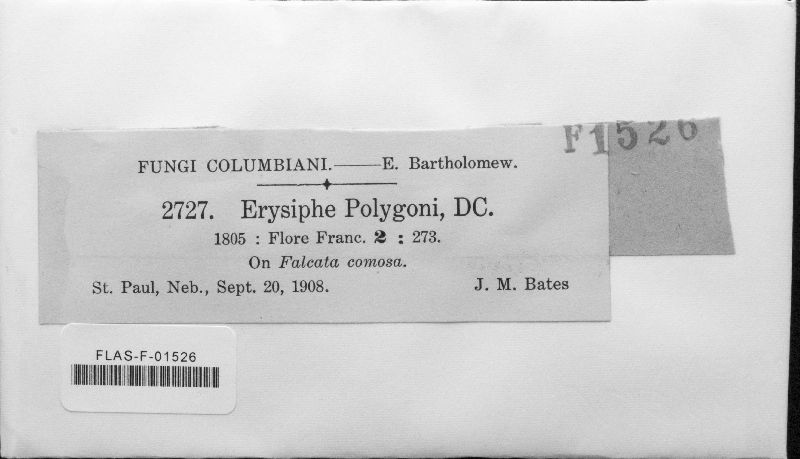 F1526
FUNGI COLUMBIANI.——E. Bartholomew.
2727. Erysiphe Polygoni, DC.
1805 : Flore Franc. 2 : 273.
On Falcata comosa.
St. Paul, Neb., Sept. 20, 1908. J. M. Bates
FLAS-F-01526